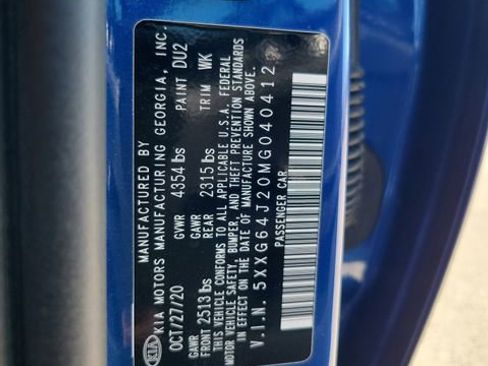 KIA
MANUFACTURED BY
KIA MOTORS MANUFACTURING GEORGIA, INC.
OCT/27/20 GVWR 4354 lbs PAINT DU2
GAWR FRONT 2513 lbs GAWR REAR 2315 lbs TRIM WK
THIS VEHICLE CONFORMS TO ALL APPLICABLE U.S.A. FEDERAL
MOTOR VEHICLE SAFETY, BUMPER, AND THEFT PREVENTION STANDARDS
IN EFFECT ON THE DATE OF MANUFACTURE SHOWN ABOVE.
V.I.N. 5XXG64J20MG040412
PASSENGER CAR